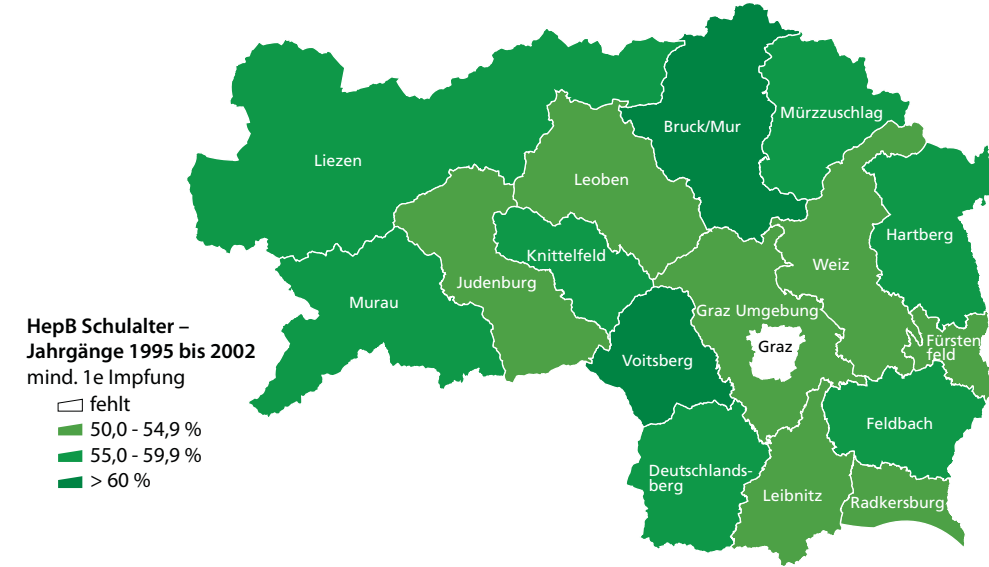 Bruck/Mur
Mürzzuschlag
Liezen
Leoben
Hartberg
Knittelfeld
Weiz
Judenburg
Murau
Graz Umgebung
HepB Schulalter –
Jahrgänge 1995 bis 2002
mind. 1e Impfung
fehlt
50,0 - 54,9 %
55,0 - 59,9 %
> 60 %
Graz
Fürsten
feld
Voitsberg
Feldbach
Deutschlands-
berg
Leibnitz
Radkersburg